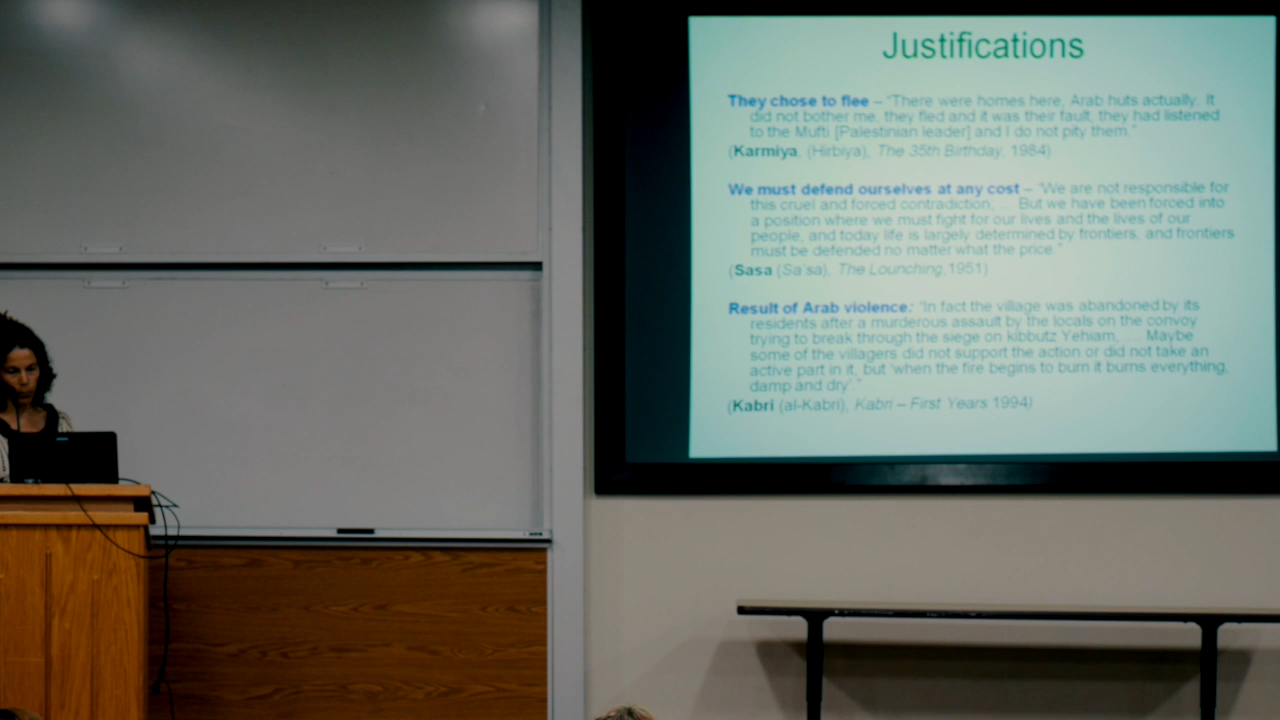 Justifications
They chose to flee – "There were homes here, Arab huts actually. It
did not bother me, they fled and it was their fault, they had listened
to the Mufti [Palestinian leader] and I do not pity them."
(Karmiya, (Hirbiya), The 35th Birthday, 1984)
We must defend ourselves at any cost – "We are not responsible for
this cruel and forced contradiction, ... But we have been forced into
a position where we must fight for our lives and the lives of our
people, and today life is largely determined by frontiers, and frontiers
must be defended no matter what the price."
(Sasa (Sa'sa), The Lounching,1951)
Result of Arab violence: "In fact the village was abandoned by its
residents after a murderous assault by the locals on the convoy
trying to break through the siege on kibbutz Yehiam, ... Maybe
some of the villagers did not support the action or did not take an
active part in it, but 'when the fire begins to burn it burns everything,
damp and dry'."
(Kabri (al-Kabri), Kabri – First Years 1994)